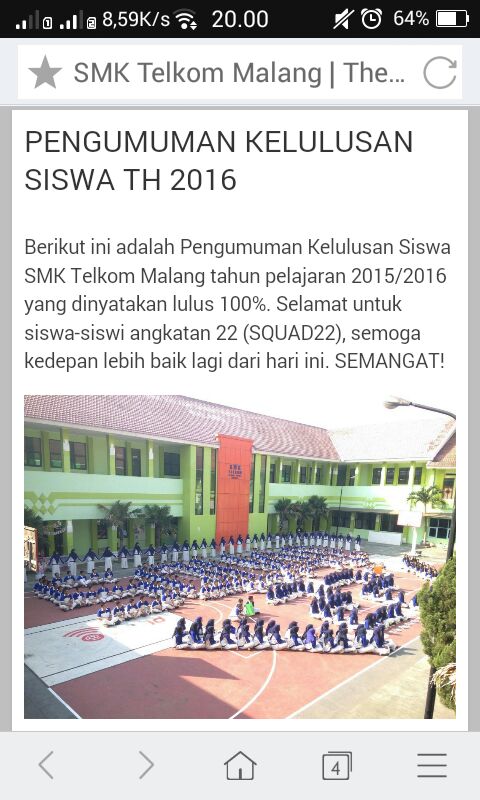 8,59K/s 20.00 64%
SMK Telkom Malang | The...
PENGUMUMAN KELULUSAN
SISWA TH 2016
Berikut ini adalah Pengumuman Kelulusan Siswa
SMK Telkom Malang tahun pelajaran 2015/2016
yang dinyatakan lulus 100%. Selamat untuk
siswa-siswi angkatan 22 (SQUAD22), semoga
kedepan lebih baik lagi dari hari ini. SEMANGAT!
4